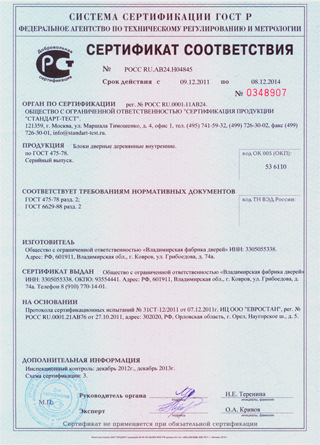 СИСТЕМА СЕРТИФИКАЦИИ ГОСТ Р
ФЕДЕРАЛЬНОЕ АГЕНТСТВО ПО ТЕХНИЧЕСКОМУ РЕГУЛИРОВАНИЮ И МЕТРОЛОГИИ
Добровольная
сертификация
СЕРТИФИКАТ СООТВЕТСТВИЯ
№ РОСС RU.АВ24.Н04845
Срок действия с 09.12.2011 по 08.12.2014
№ 0348907
ОРГАН ПО СЕРТИФИКАЦИИ рег. № РОСС RU.0001.11АВ24.
ОБЩЕСТВО С ОГРАНИЧЕННОЙ ОТВЕТСТВЕННОСТЬЮ "СЕРТИФИКАЦИЯ ПРОДУКЦИИ
"СТАНДАРТ-ТЕСТ".
121359, г. Москва, ул. Маршала Тимошенко, д. 4, офис 1, тел. (495) 741-59-32, (499) 726-30-02, факс (499)
726-30-01, info@standart-test.ru.
ПРОДУКЦИЯ Блоки дверные деревянные внутренние.
по ГОСТ 475-78.
Серийный выпуск.
код ОК 005 (ОКП):
53 6110
СООТВЕТСТВУЕТ ТРЕБОВАНИЯМ НОРМАТИВНЫХ ДОКУМЕНТОВ
ГОСТ 475-78 разд. 2;
ГОСТ 6629-88 разд. 2
код ТН ВЭД России:
ИЗГОТОВИТЕЛЬ
Общество с ограниченной ответственностью «Владимирская фабрика дверей» ИНН: 3305055338.
Адрес: РФ, 601911, Владимирская обл., г. Ковров, ул. Грибоедова, д. 74а.
СЕРТИФИКАТ ВЫДАН Общество с ограниченной ответственностью «Владимирская фабрика дверей»
ИНН: 3305055338. ОКПО: 93554441. Адрес: РФ, 601911, Владимирская обл., г. Ковров, ул. Грибоедова, д.
74а. Телефон 8 (910) 770-14-01.
НА ОСНОВАНИИ
Протокола сертификационных испытаний № 31СТ-12/2011 от 07.12.2011г. ИЦ ООО "ЕВРОСТАН", рег. №
РОСС RU.0001.21АВ76 от 27.10.2011, адрес: 302020, РФ, Орловская область, г. Орел, Наугорское ш., д. 5.
ДОПОЛНИТЕЛЬНАЯ ИНФОРМАЦИЯ
Инспекционный контроль: декабрь 2012г., декабрь 2013г.
Схема сертификации: 3.
Руководитель органа
И.Е. Теренина
М.П.
подпись
инициалы, фамилия
Эксперт
О.А. Кривов
подпись
инициалы, фамилия
Сертификат не применяется при обязательной сертификации